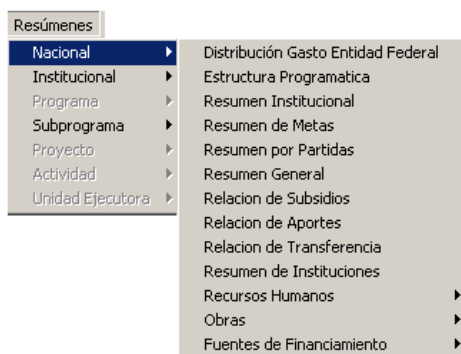 Resúmenes
Nacional
Institucional
Programa
Subprograma
Proyecto
Actividad
Unidad Ejecutora
Distribución Gasto Entidad Federal
Estructura Programatica
Resumen Institucional
Resumen de Metas
Resumen por Partidas
Resumen General
Relacion de Subsidios
Relacion de Aportes
Relacion de Transferencia
Resumen de Instituciones
Recursos Humanos
Obras
Fuentes de Financiamiento